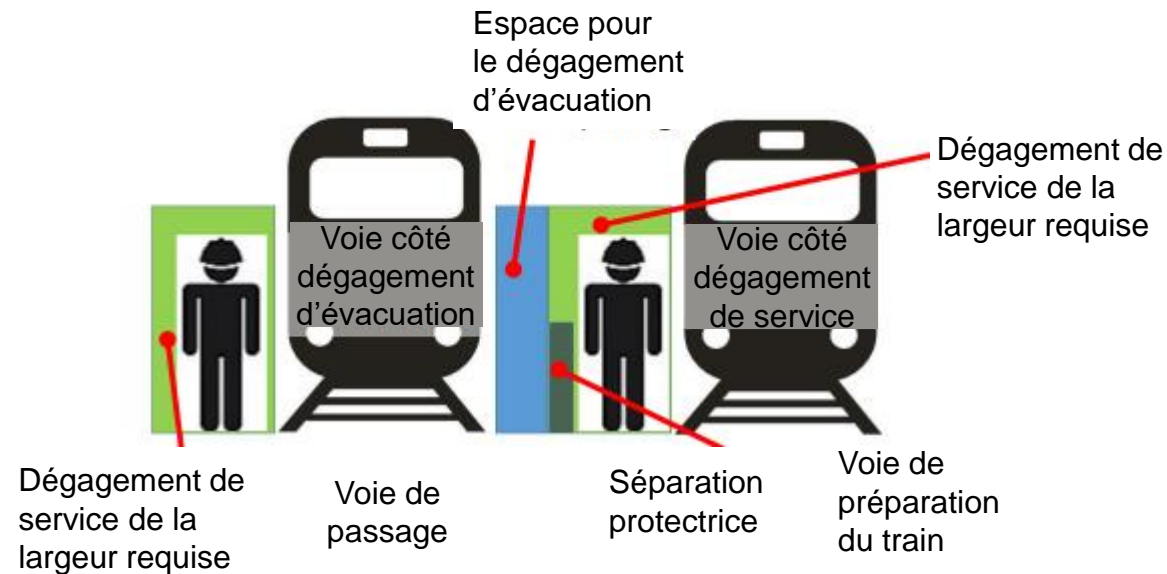 Espace pour
le dégagement
d’évacuation
Dégagement de
service de la
largeur requise
Voie côté
dégagement
d’évacuation
Voie côté
dégagement
de service
Dégagement de
service de la
largeur requise
Voie de
passage
Séparation
protectrice
Voie de
préparation
du train